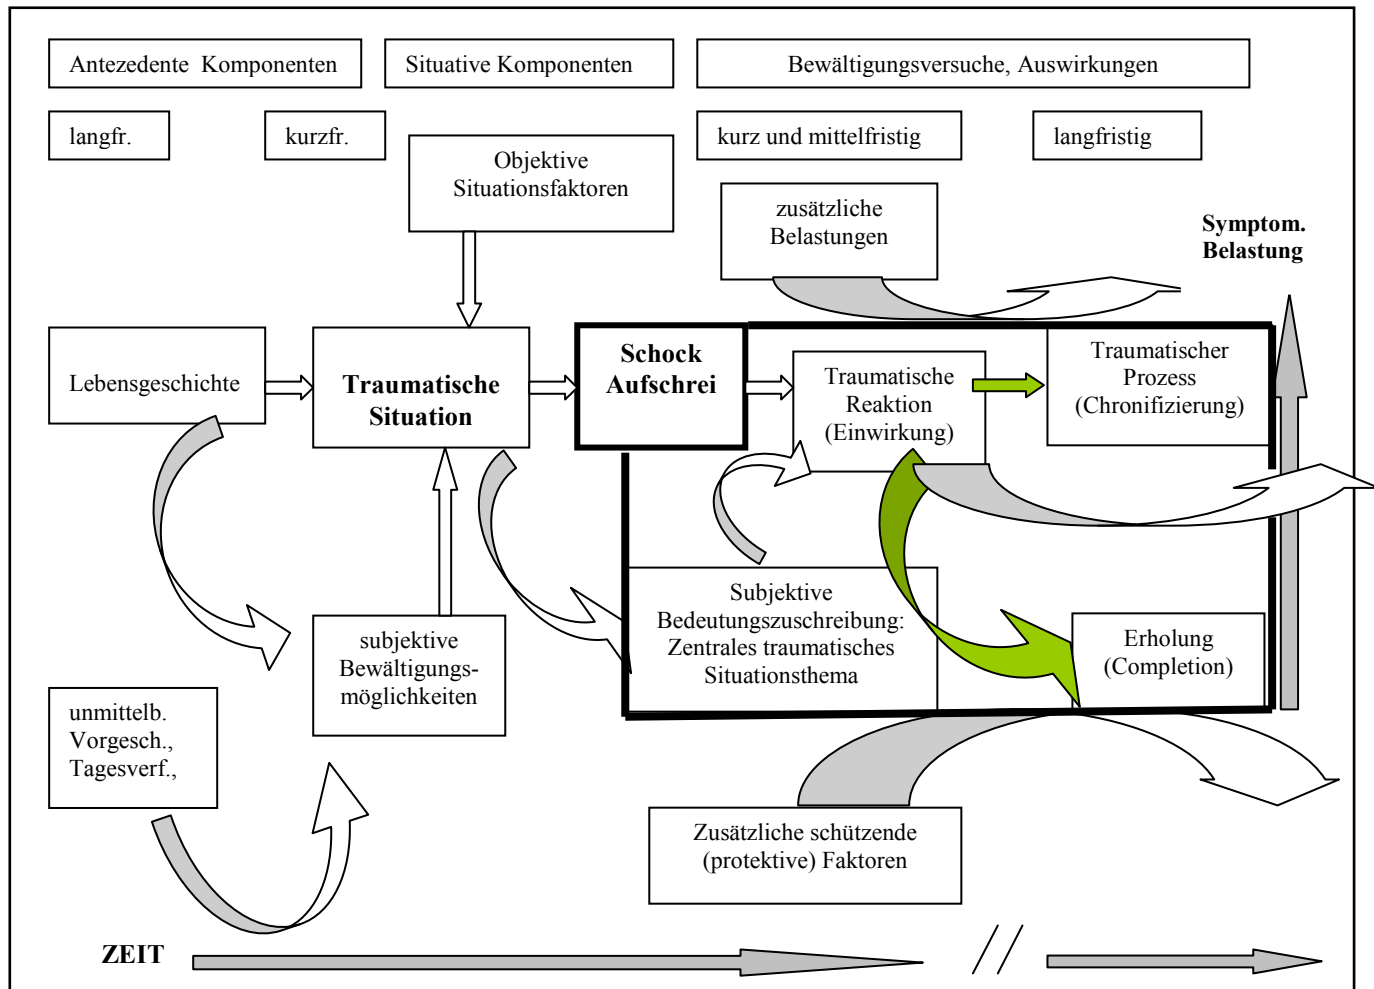 Antezedente Komponenten
Situative Komponenten
Bewältigungsversuche, Auswirkungen
langfr.
kurzfr.
kurz und mittelfristig
langfristig
Objektive
Situationsfaktoren
zusätzliche
Belastungen
Symptom.
Belastung
Lebensgeschichte
Traumatische
Situation
Schock
Aufschrei
Traumatische
Reaktion
(Einwirkung)
Traumatischer
Prozess
(Chronifizierung)
subjektive
Bewältigungs-
möglichkeiten
Subjektive
Bedeutungszuschreibung:
Zentrales traumatisches
Situationsthema
Erholung
(Completion)
unmittelb.
Vorgesch.,
Tagesverf.,
Zusätzliche schützende
(protektive) Faktoren
ZEIT